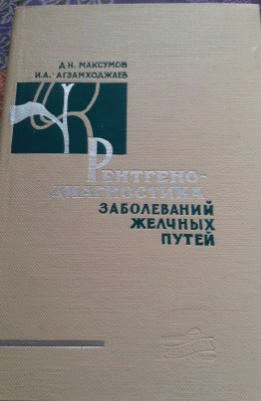 Д.Н. МАКСУМОВ
И.А. АГЗАМХОДЖАЕВ
РЕНТГЕНО-
ДИАГНОСТИКА
ЗАБОЛЕВАНИЙ
ЖЕЛЧНЫХ
ПУТЕЙ